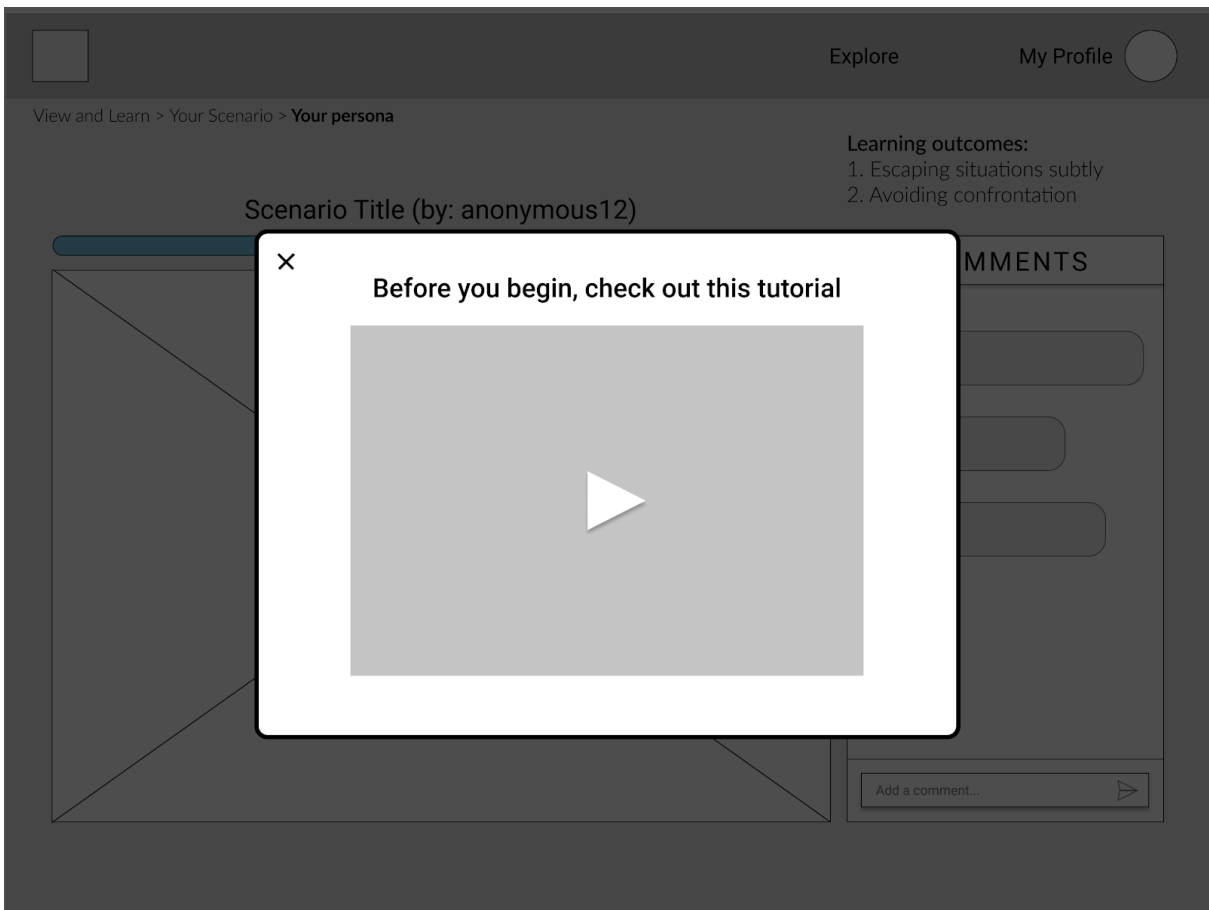 Explore
My Profile
View and Learn > Your Scenario > Your persona
Learning outcomes:
1. Escaping situations subtly
2. Avoiding confrontation
Scenario Title (by: anonymous12)
MMENTS
Before you begin, check out this tutorial
Add a comment...